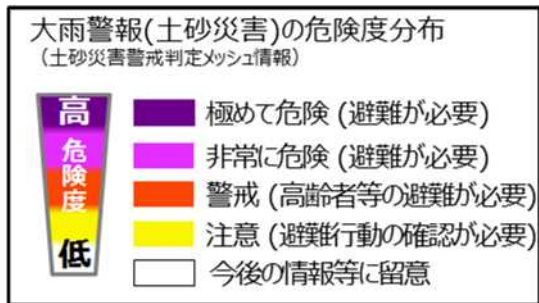 大雨警報(土砂災害)の危険度分布
(土砂災害警戒判定メッシュ情報)
高
危険度
低
極めて危険 (避難が必要)
非常に危険 (避難が必要)
警戒 (高齢者等の避難が必要)
注意 (避難行動の確認が必要)
今後の情報等に留意